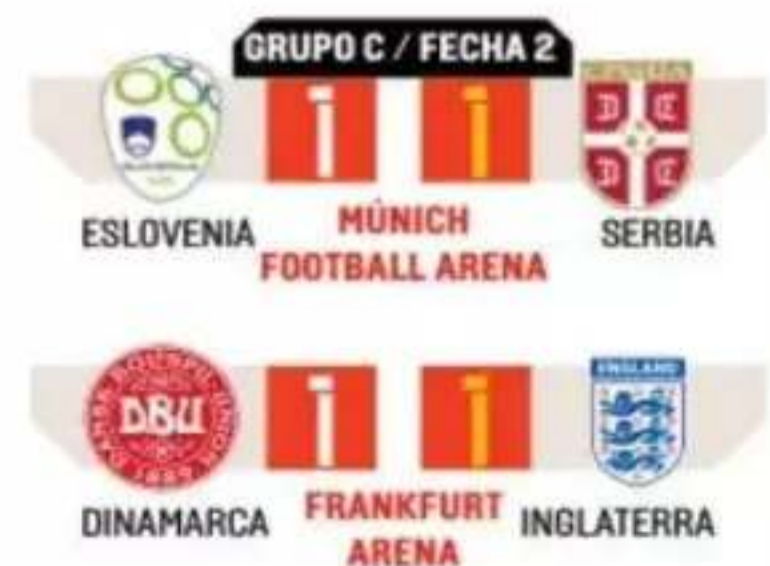 GRUPO C / FECHA 2
1 1
ESLOVENIA
MÚNICH
FOOTBALL ARENA
SERBIA
DBU
ENGLAND
1 1
DINAMARCA
FRANKFURT
ARENA
INGLATERRA